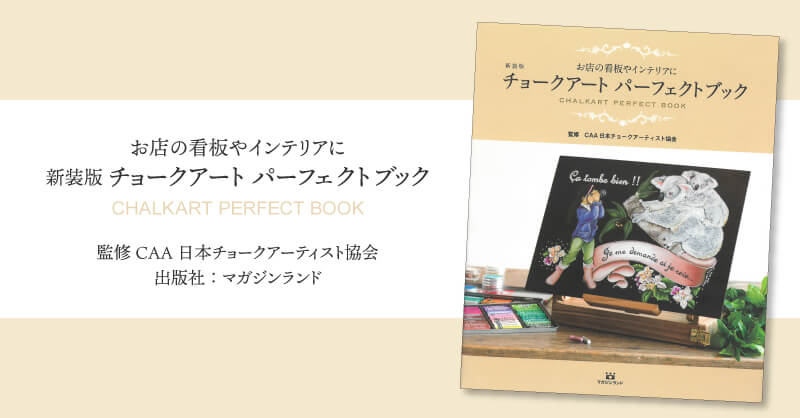 お店の看板やインテリアに
新装版 チョークアート パーフェクトブック
CHALKART PERFECT BOOK
監修 CAA 日本チョークアーティスト協会
出版社：マガジンランド
お店の看板やインテリアに
新装版
チョークアート パーフェクトブック
CHALKART PERFECT BOOK
監修 CAA 日本チョークアーティスト協会
Ça tombe bien !!
Je me demande si je rêve...
マガジンランド